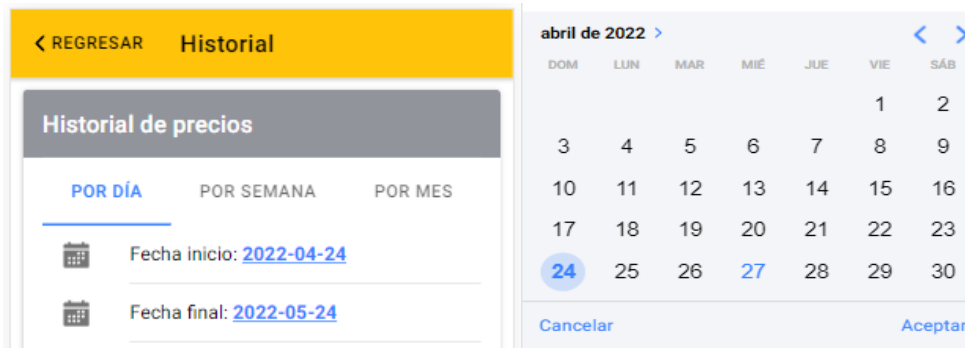 REGRESAR Historial
Historial de precios
POR DÍA POR SEMANA POR MES
Fecha inicio: 2022-04-24
Fecha final: 2022-05-24
abril de 2022
DOM LUN MAR MIÉ JUE VIE SÁB
1 2
3 4 5 6 7 8 9
10 11 12 13 14 15 16
17 18 19 20 21 22 23
24 25 26 27 28 29 30
Cancelar Aceptar